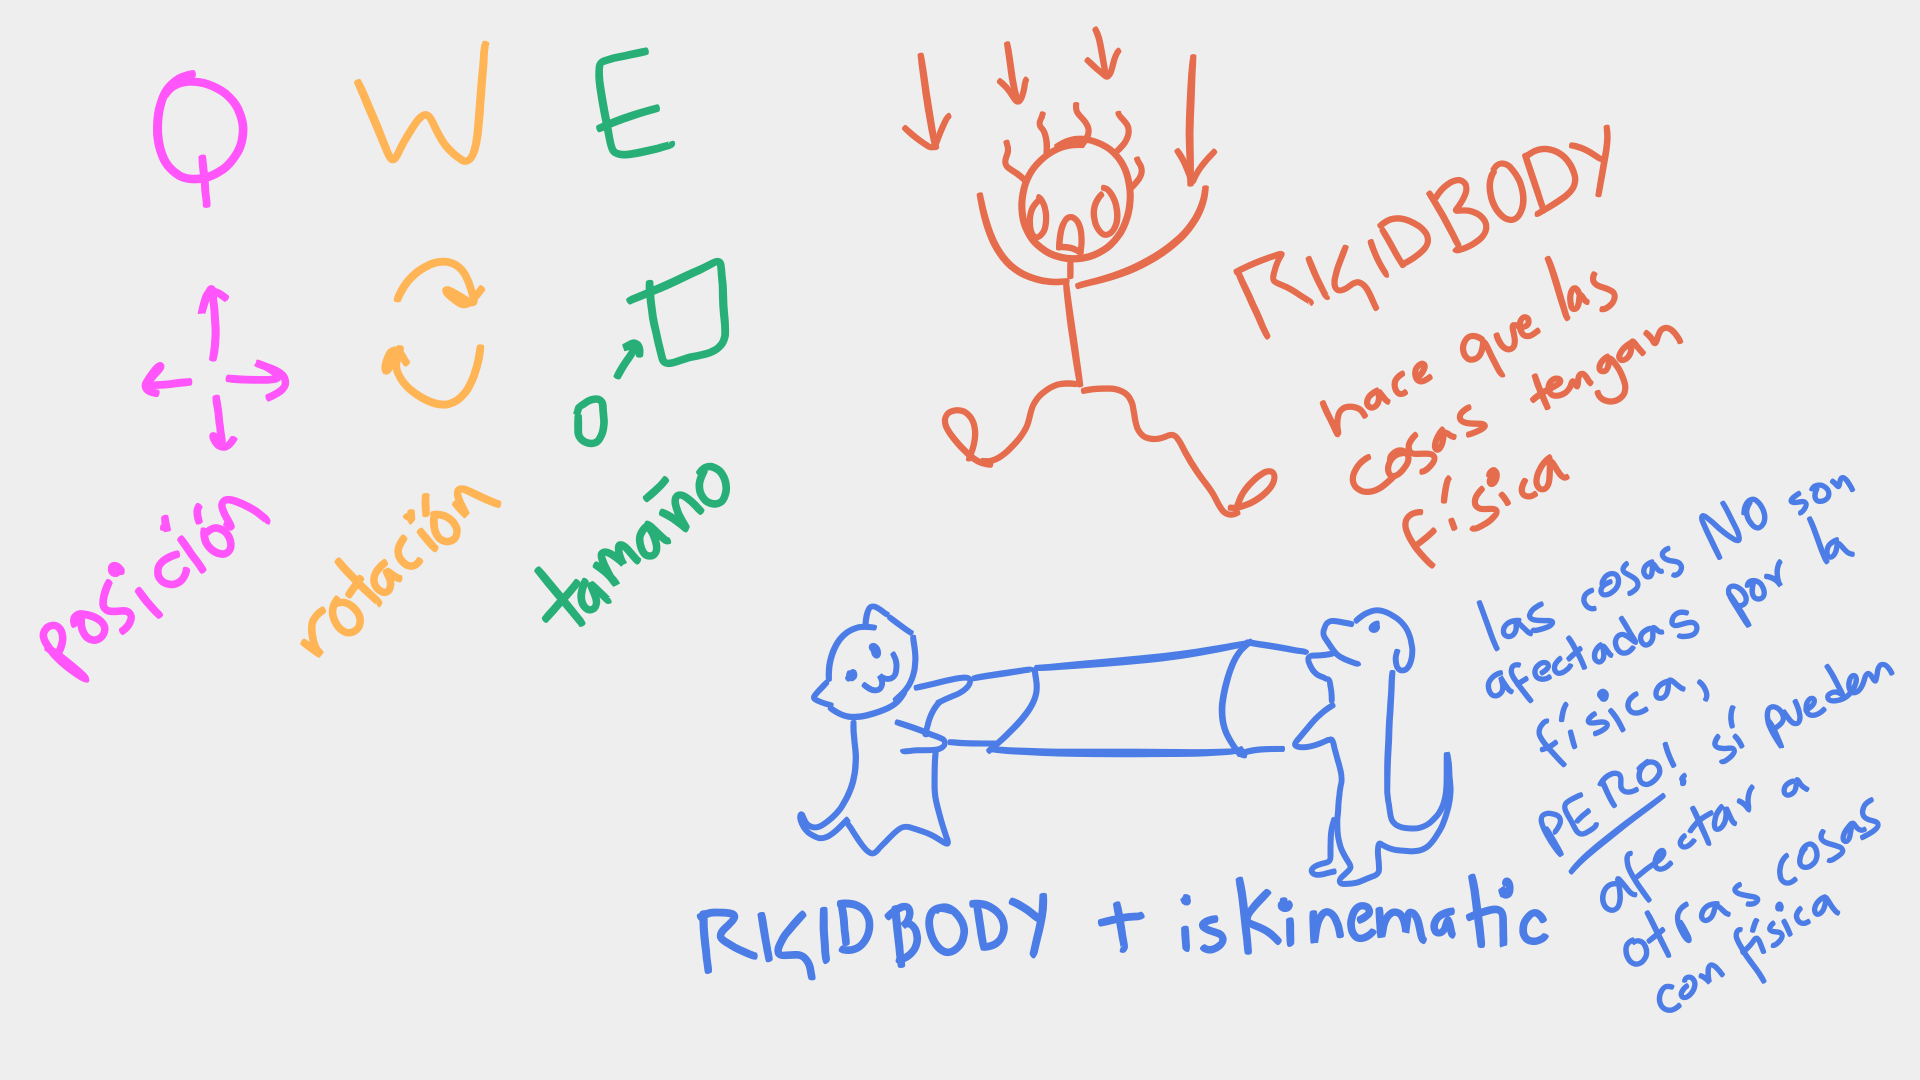 Q W E
posición
rotación
tamaño
RIGIDBODY
hace que las
cosas tengan
física
las cosas NO son
afectadas por la
física,
PERO! sí pueden
afectar a
otras cosas
con física
RIGIDBODY + isKinematic